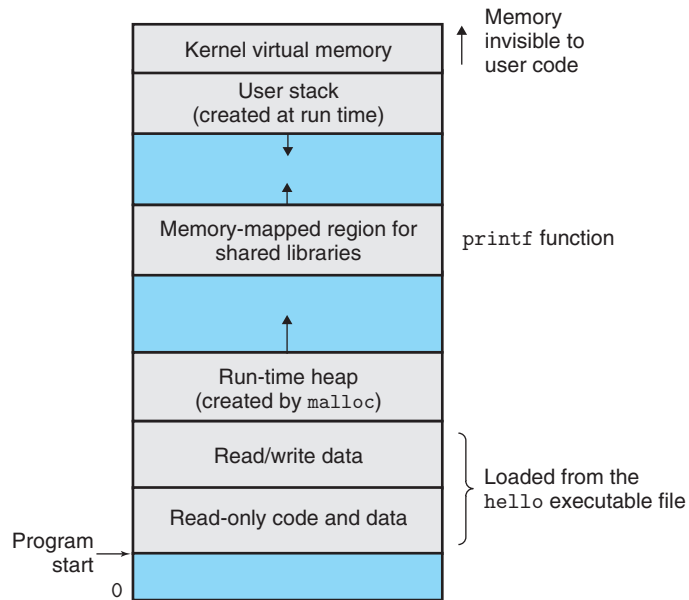 Memory
invisible to
user code
Kernel virtual memory
User stack
(created at run time)
Memory-mapped region for
shared libraries
printf function
Run-time heap
(created by malloc)
Read/write data
Loaded from the
hello executable file
Read-only code and data
Program
start
0